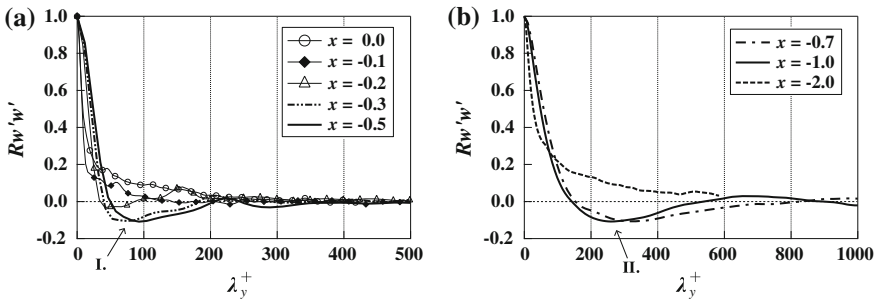 (a)
1.0
0.8
0.6
0.4
0.2
0.0
-0.2
Rw'w'
x = 0.0
x = -0.1
x = -0.2
x = -0.3
x = -0.5
I.
0 100 200 300 400 500
λy+
(b)
1.0
0.8
0.6
0.4
0.2
0.0
-0.2
Rw'w'
x = -0.7
x = -1.0
x = -2.0
II.
0 200 400 600 800 1000
λy+